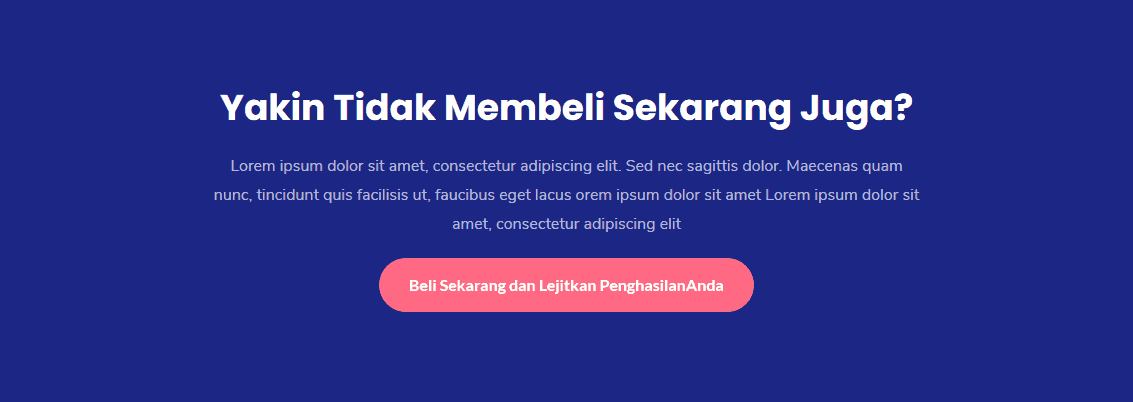 Yakin Tidak Membeli Sekarang Juga?
Lorem ipsum dolor sit amet, consectetur adipiscing elit. Sed nec sagittis dolor. Maecenas quam
nunc, tincidunt quis facilisis ut, faucibus eget lacus orem ipsum dolor sit amet Lorem ipsum dolor sit
amet, consectetur adipiscing elit
Beli Sekarang dan Lejitkan PenghasilanAnda